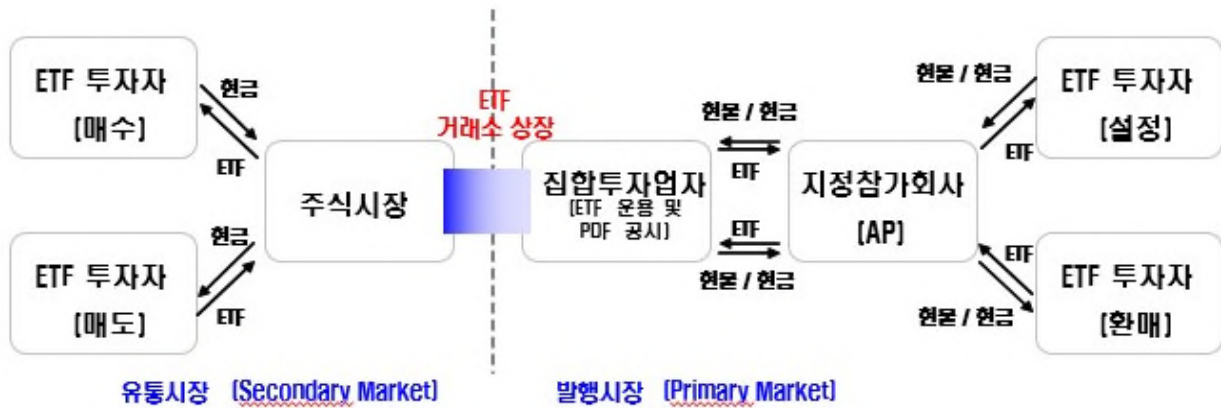 ETF 투자자
[매수]
현금
ETF
ETF 투자자
[매도]
현금
ETF
주식시장
ETF
거래소 상장
집합투자업자
[ETF 운용 및
PDF 공시]
현물 / 현금
ETF
ETF
현물 / 현금
지정참가회사
[AP]
현물 / 현금
ETF
ETF 투자자
[설정]
ETF
현물 / 현금
ETF 투자자
[환매]
유통시장 [Secondary Market]
발행시장 [Primary Market]